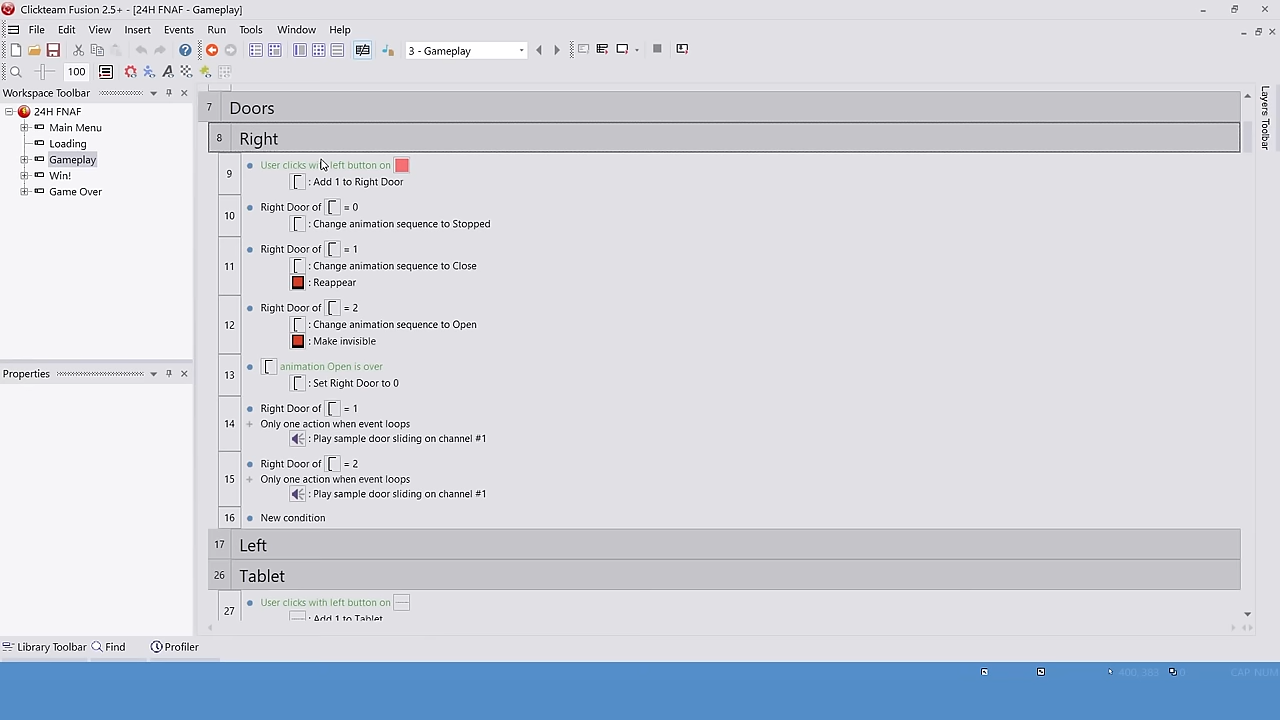 Clickteam Fusion 2.5+ - [24H FNAF - Gameplay]
File Edit View Insert Events Run Tools Window Help
3 - Gameplay
100
Workspace Toolbar
24H FNAF
Main Menu
Loading
Gameplay
Win!
Game Over
Properties
7 Doors
8 Right
9 User clicks with left button on
: Add 1 to Right Door
10 Right Door of = 0
: Change animation sequence to Stopped
11 Right Door of = 1
: Change animation sequence to Close
: Reappear
12 Right Door of = 2
: Change animation sequence to Open
: Make invisible
13 animation Open is over
: Set Right Door to 0
14 Right Door of = 1
+ Only one action when event loops
: Play sample door sliding on channel #1
15 Right Door of = 2
+ Only one action when event loops
: Play sample door sliding on channel #1
16 New condition
17 Left
26 Tablet
27 User clicks with left button on
: Add 1 to Tablet
Layers Toolbar
Library Toolbar Find Profiler
400, 383 0 CAP NUM